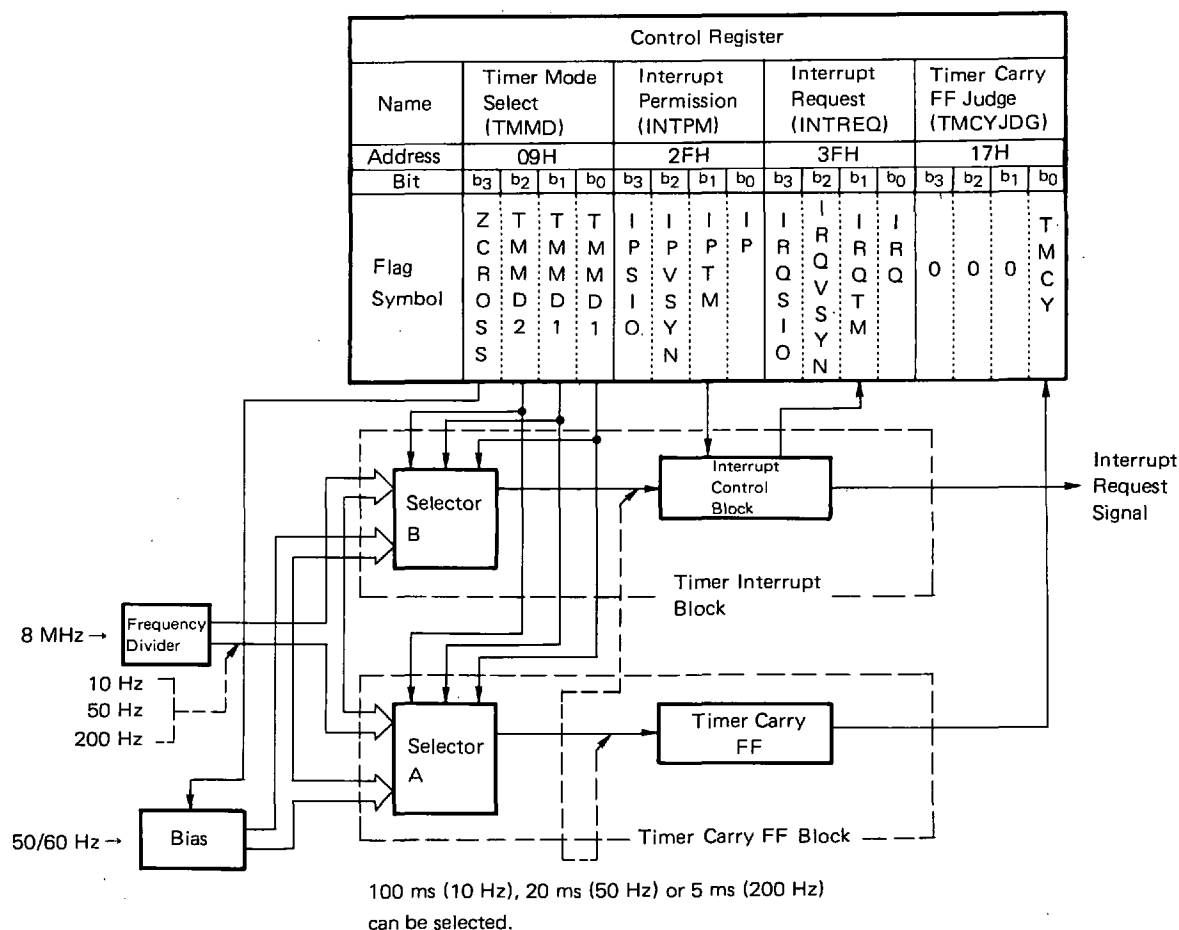 Control Register
Name
Timer Mode
Select
(TMMD)
Interrupt
Permission
(INTPM)
Interrupt
Request
(INTREQ)
Timer Carry
FF Judge
(TMCYJDG)
Address 09H 2FH 3FH 17H
Bit b3 b2 b1 b0 b3 b2 b1 b0 b3 b2 b1 b0 b3 b2 b1 b0
Flag
Symbol
ZCROSS
TMMD2
TMMD1
TMMD1
IPSIO.
IPVSYN
IPTM
IP
IRQSIO
IRQVSYN
IRQTM
IRQ
0 0 0
TMCY
Selector
B
Interrupt
Control
Block
Interrupt
Request
Signal
Timer Interrupt
Block
8 MHz →
Frequency
Divider
10 Hz
50 Hz
200 Hz
Selector
A
Timer Carry
FF
50/60 Hz →
Bias
Timer Carry FF Block
100 ms (10 Hz), 20 ms (50 Hz) or 5 ms (200 Hz)
can be selected.